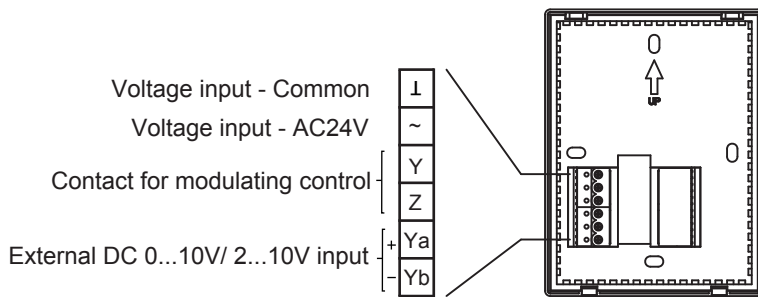 Voltage input - Common ⊥
Voltage input - AC24V ~
Contact for modulating control Y
Z
External DC 0...10V/ 2...10V input + Ya
− Yb
UP